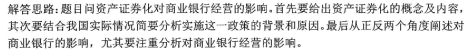 解答思路:题目问资产证券化对商业银行经营的影响。首先要给出资产证券化的概念及内容,
其次要结合我国实际情况简要分析实施这一政策的背景和原因。最后从正反两个角度阐述对
商业银行的影响,尤其要注重分析对商业银行经营的影响。